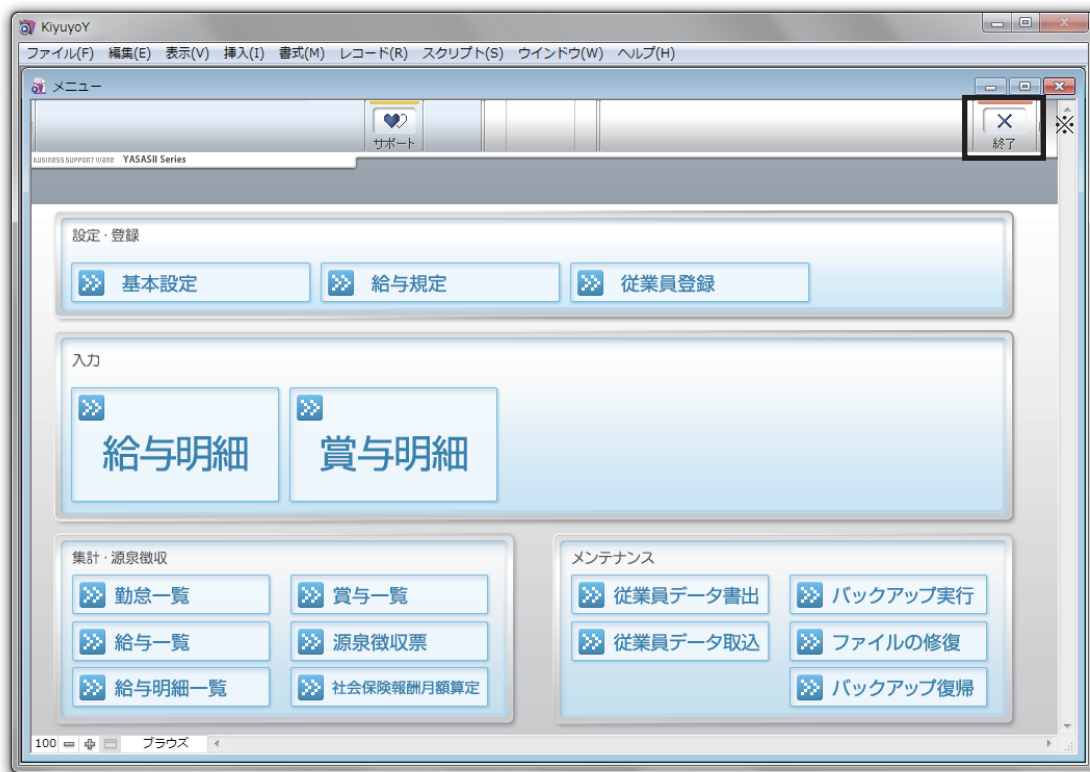 KiyuyoY
ファイル(F) 編集(E) 表示(V) 挿入(I) 書式(M) レコード(R) スクリプト(S) ウインドウ(W) ヘルプ(H)
メニュー
サポート
終了
※
BUSINESS SUPPORT WARE YASASII Series
設定・登録
基本設定 給与規定 従業員登録
入力
給与明細 賞与明細
集計・源泉徴収
勤怠一覧 賞与一覧
給与一覧 源泉徴収票
給与明細一覧 社会保険報酬月額算定
メンテナンス
従業員データ書出 バックアップ実行
従業員データ取込 ファイルの修復
バックアップ復帰
100 ブラウズ